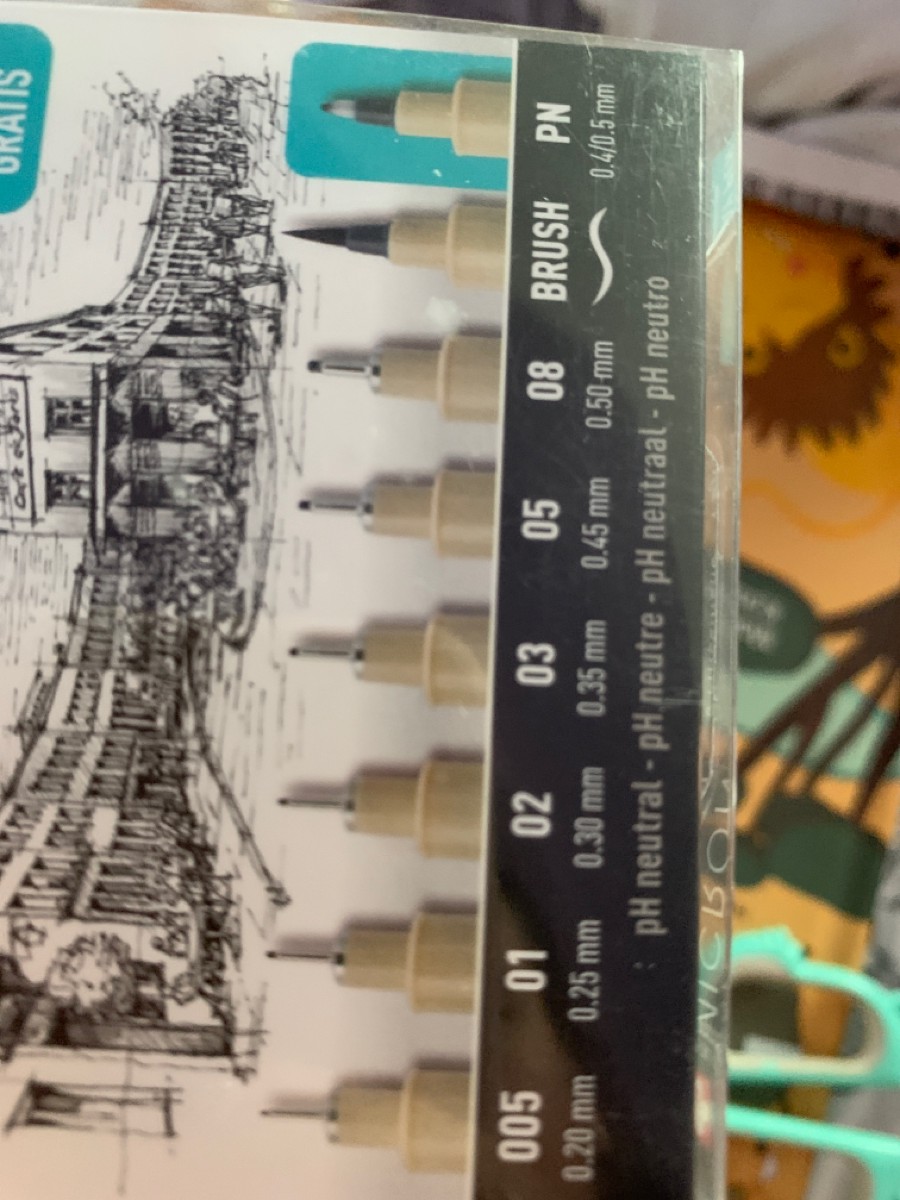 GRATIS
005 01 02 03 05 08 BRUSH PN
0.20 mm 0.25 mm 0.30 mm 0.35 mm 0.45 mm 0.50 mm 0.4/0.5 mm
: pH neutral - pH neutre - pH neutraal - pH neutro
MICRON